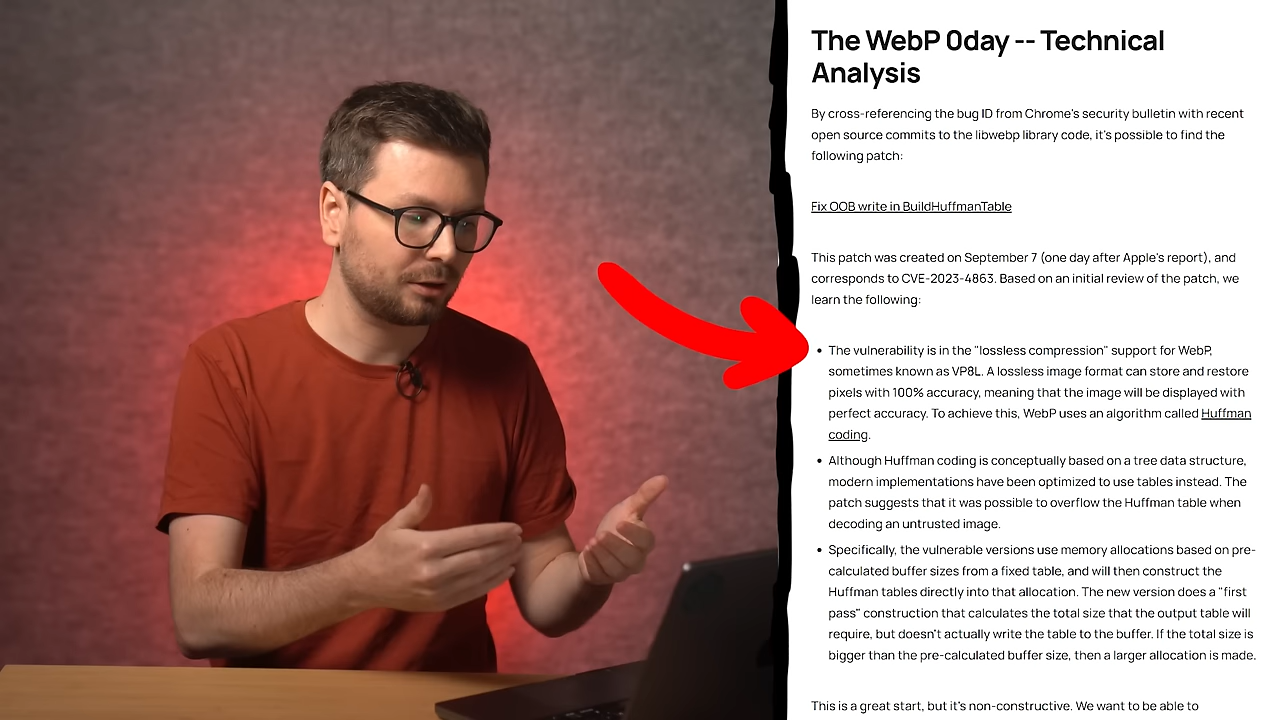 The WebP 0day -- Technical
Analysis
By cross-referencing the bug ID from Chrome's security bulletin with recent
open source commits to the libwebp library code, it's possible to find the
following patch:
Fix OOB write in BuildHuffmanTable
This patch was created on September 7 (one day after Apple's report), and
corresponds to CVE-2023-4863. Based on an initial review of the patch, we
learn the following:
• The vulnerability is in the "lossless compression" support for WebP,
sometimes known as VP8L. A lossless image format can store and restore
pixels with 100% accuracy, meaning that the image will be displayed with
perfect accuracy. To achieve this, WebP uses an algorithm called Huffman
coding.
• Although Huffman coding is conceptually based on a tree data structure,
modern implementations have been optimized to use tables instead. The
patch suggests that it was possible to overflow the Huffman table when
decoding an untrusted image.
• Specifically, the vulnerable versions use memory allocations based on pre-
calculated buffer sizes from a fixed table, and will then construct the
Huffman tables directly into that allocation. The new version does a "first
pass" construction that calculates the total size that the output table will
require, but doesn't actually write the table to the buffer. If the total size is
bigger than the pre-calculated buffer size, then a larger allocation is made.
This is a great start, but it's non-constructive. We want to be able to